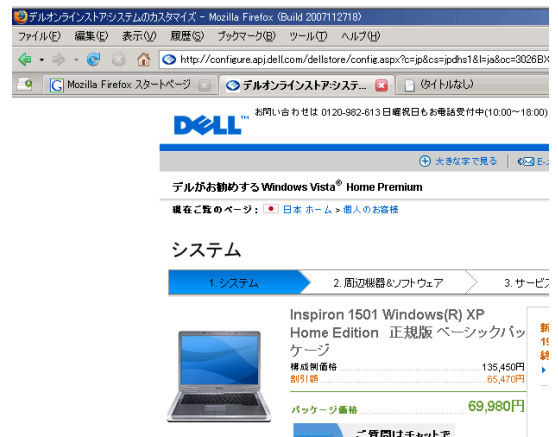 デルオンラインストア:システムのカスタマイズ - Mozilla Firefox (Build 2007112718)
ファイル(F) 編集(E) 表示(V) 履歴(S) ブックマーク(B) ツール(T) ヘルプ(H)
http://configure.apj.dell.com/dellstore/config.aspx?c=jp&cs=jpdhs1&l=ja&oc=3026BX
Mozilla Firefox スタートページ デルオンラインストア:システ... (タイトルなし)
DELL™ お問い合わせは 0120-982-613 日曜祝日もお電話受付中(10:00～18:00)
大きな字で見る E-
デルがお勧めする Windows Vista® Home Premium
現在ご覧のページ: 日本 ホーム > 個人のお客様
システム
1.システム 2.周辺機器&ソフトウェア 3.サービス
Inspiron 1501 Windows(R) XP
Home Edition 正規版 ベーシックパッ
ケージ
構成例価格 135,450円
割引額 65,470円
パッケージ価格 69,980円
ご質問はチャットで